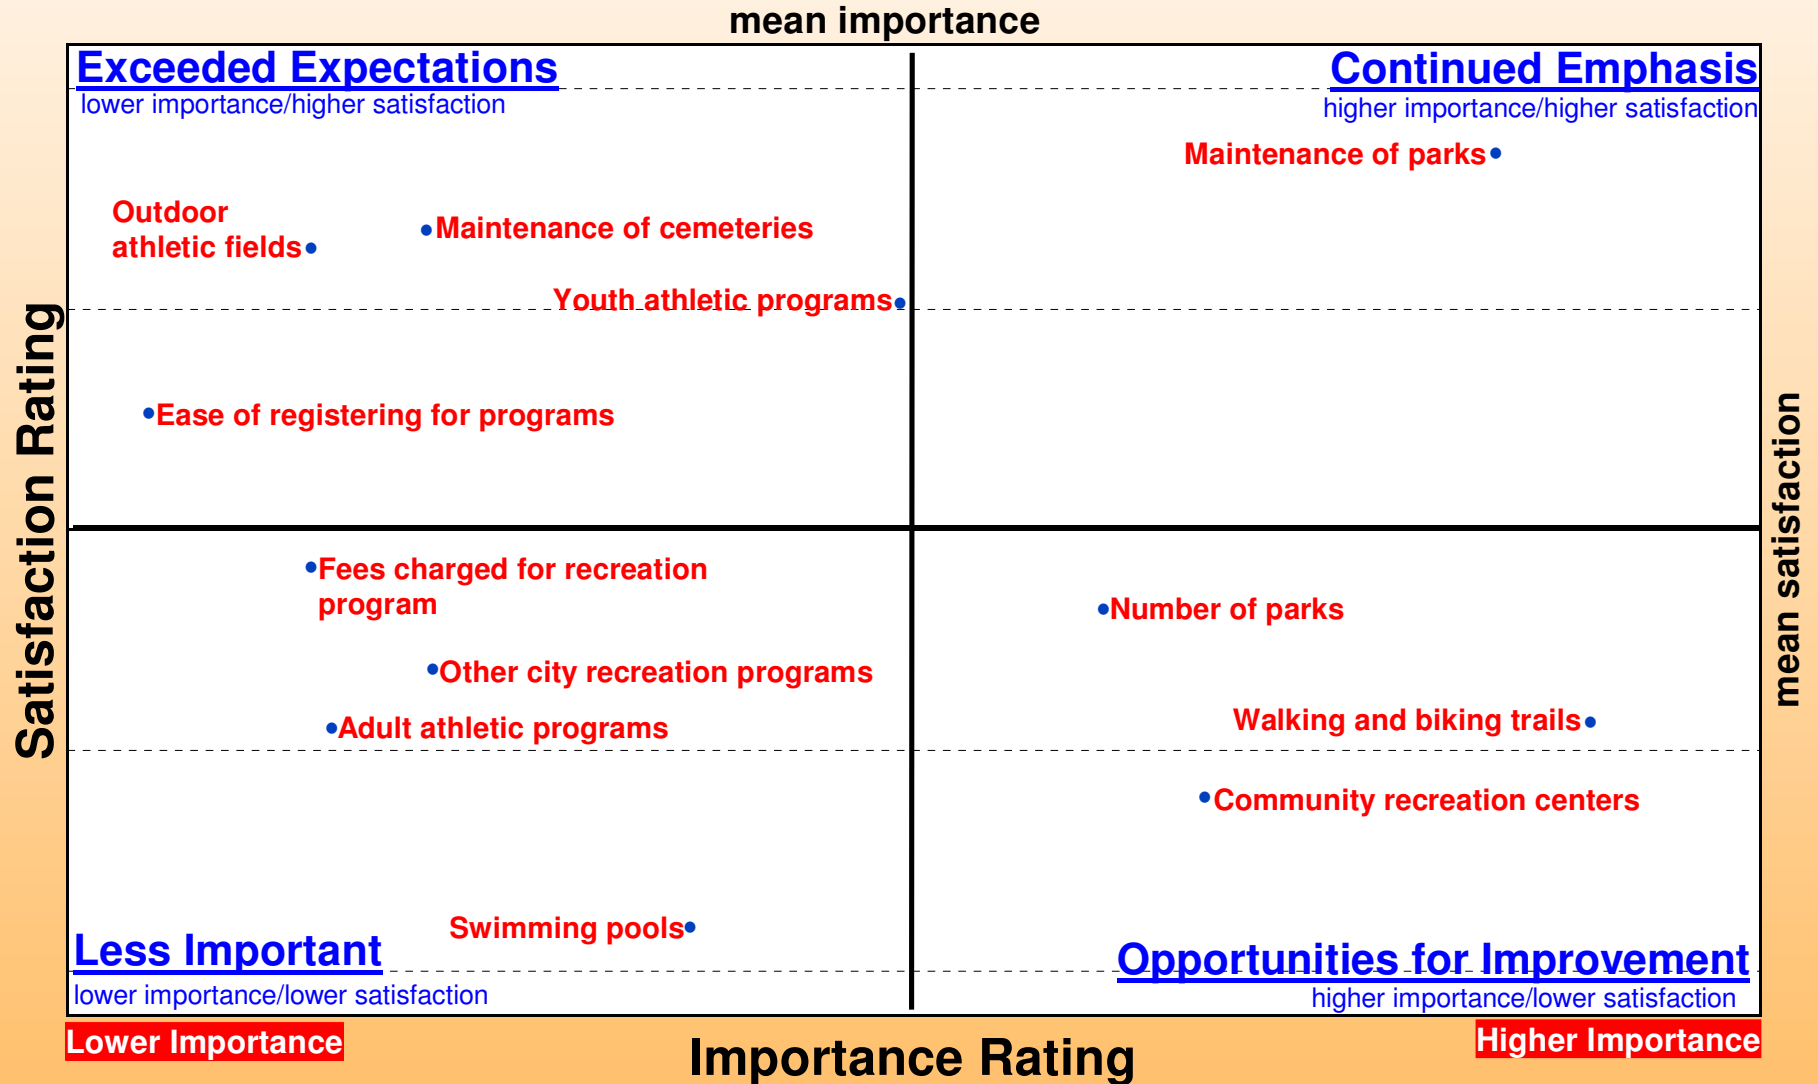 mean importance
Exceeded Expectations
lower importance/higher satisfaction
Continued Emphasis
higher importance/higher satisfaction
Maintenance of parks
Outdoor
athletic fields
Maintenance of cemeteries
Youth athletic programs
Ease of registering for programs
Satisfaction Rating
mean satisfaction
Fees charged for recreation
program
Number of parks
Other city recreation programs
Adult athletic programs
Walking and biking trails
Community recreation centers
Swimming pools
Less Important
lower importance/lower satisfaction
Opportunities for Improvement
higher importance/lower satisfaction
Lower Importance
Importance Rating
Higher Importance